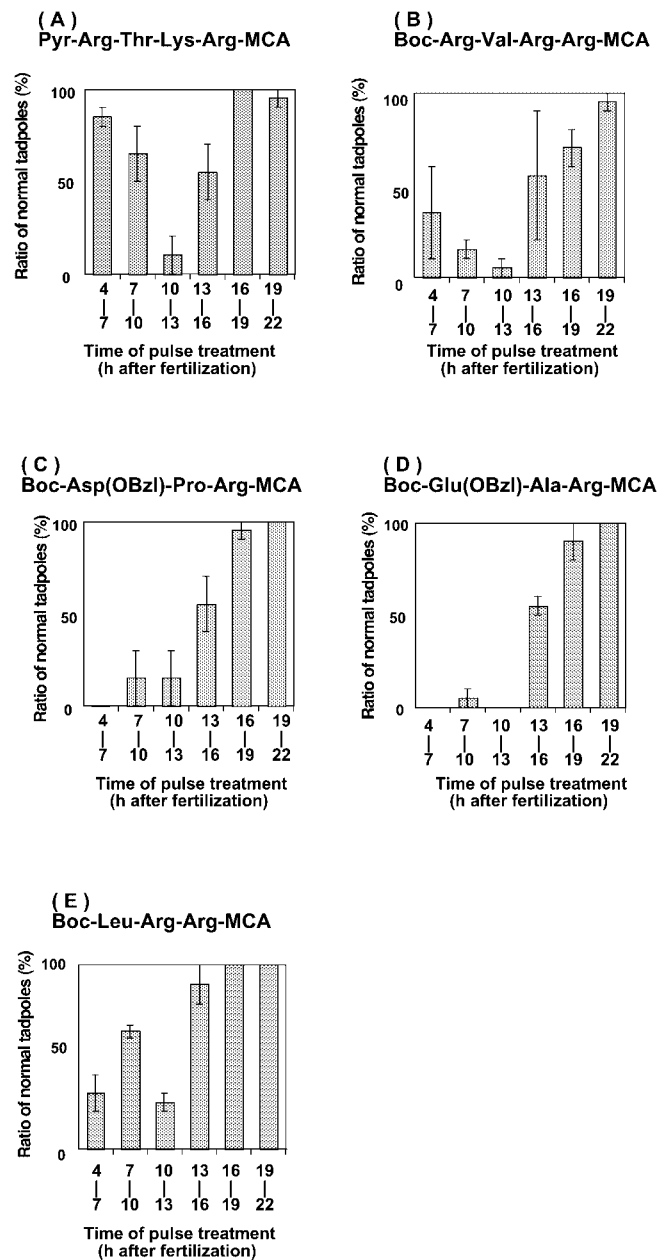 ( A )
Pyr-Arg-Thr-Lys-Arg-MCA
Ratio of normal tadpoles (%)
100
50
0
4 7 10 13 16 19
7 10 13 16 19 22
Time of pulse treatment
(h after fertilization)
( B )
Boc-Arg-Val-Arg-Arg-MCA
Ratio of normal tadpoles (%)
100
50
0
4 7 10 13 16 19
7 10 13 16 19 22
Time of pulse treatment
(h after fertilization)
( C )
Boc-Asp(OBzl)-Pro-Arg-MCA
Ratio of normal tadpoles (%)
100
50
0
4 7 10 13 16 19
7 10 13 16 19 22
Time of pulse treatment
(h after fertilization)
( D )
Boc-Glu(OBzl)-Ala-Arg-MCA
Ratio of normal tadpoles (%)
100
50
0
4 7 10 13 16 19
7 10 13 16 19 22
Time of pulse treatment
(h after fertilization)
( E )
Boc-Leu-Arg-Arg-MCA
Ratio of normal tadpoles (%)
100
50
0
4 7 10 13 16 19
7 10 13 16 19 22
Time of pulse treatment
(h after fertilization)